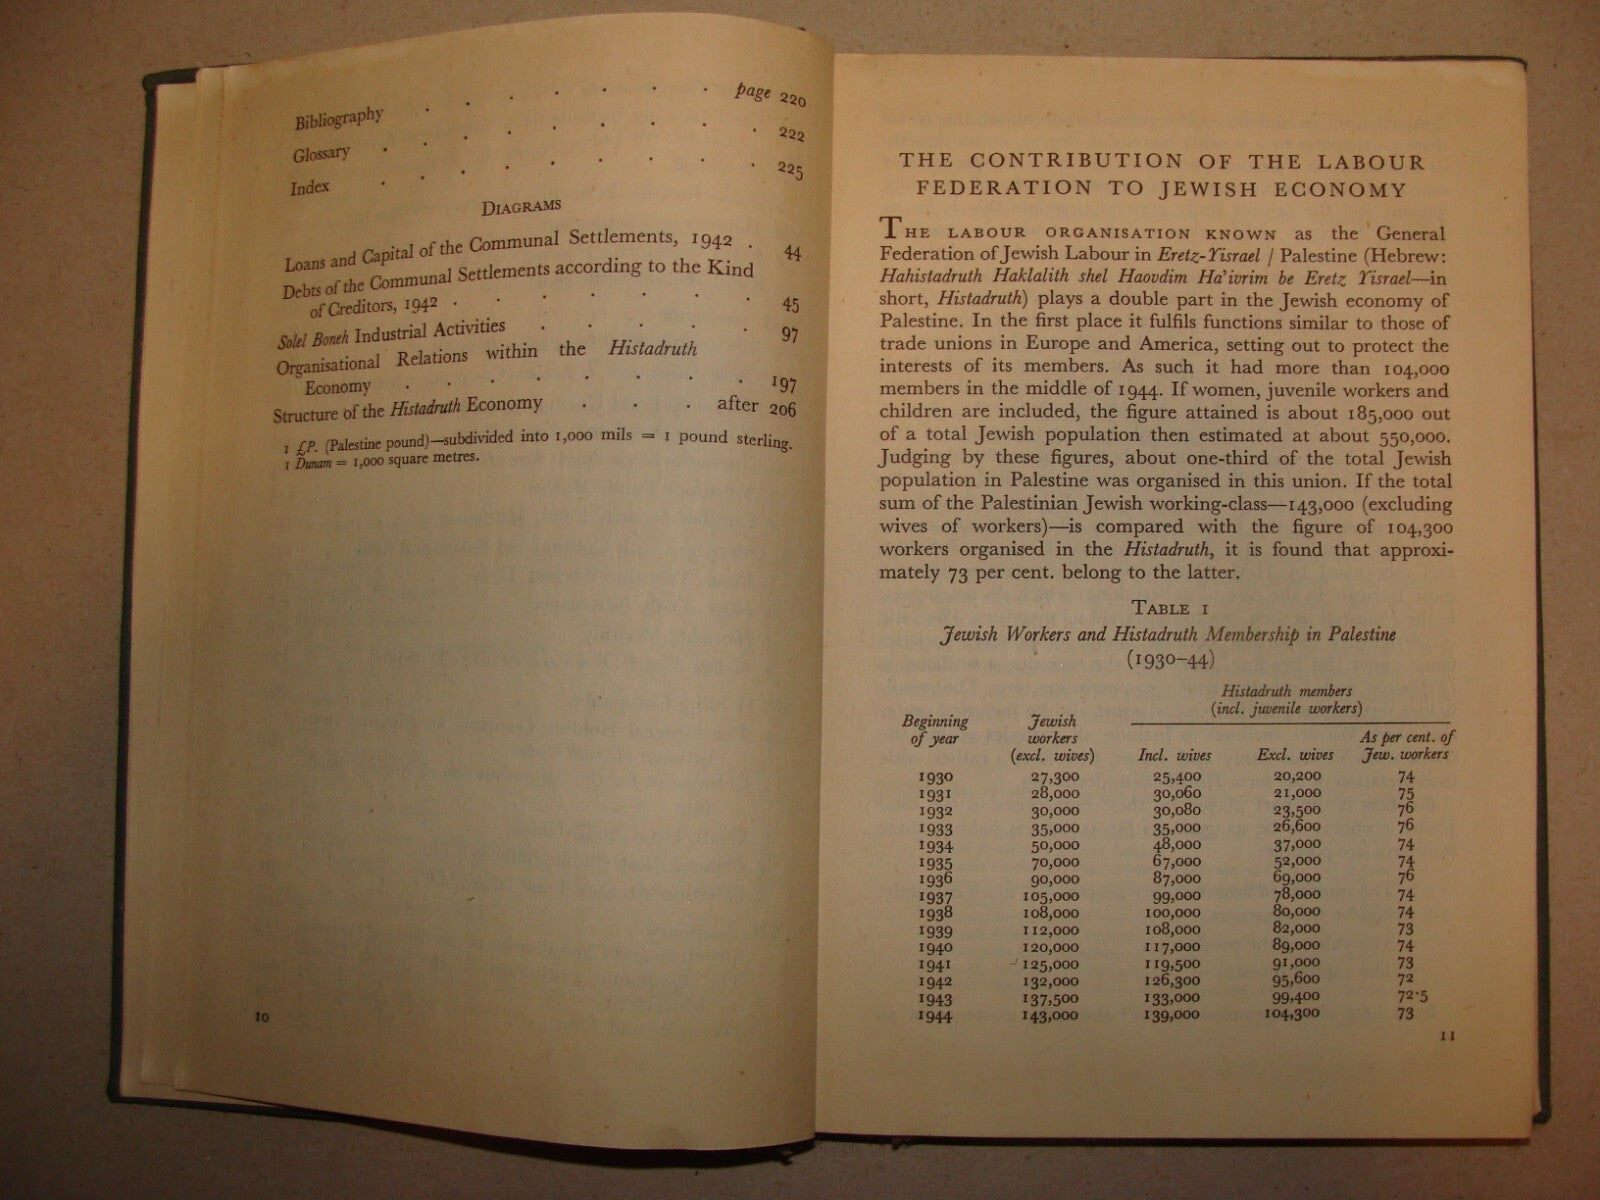 Bibliography . . . . . . . page 220
Glossary . . . . . . . . . 222
Index . . . . . . . . . 225
DIAGRAMS
Loans and Capital of the Communal Settlements, 1942 . 44
Debts of the Communal Settlements according to the Kind
of Creditors, 1942 . . . . . . . 45
Solel Boneh Industrial Activities . . . . . 97
Organisational Relations within the Histadruth
Economy . . . . . . . . 197
Structure of the Histadruth Economy . . . after 206
1 £P. (Palestine pound)—subdivided into 1,000 mils = 1 pound sterling.
1 Dunam = 1,000 square metres.
10
THE CONTRIBUTION OF THE LABOUR
FEDERATION TO JEWISH ECONOMY
THE LABOUR ORGANISATION KNOWN as the General
Federation of Jewish Labour in Eretz-Yisrael / Palestine (Hebrew:
Hahistadruth Haklalith shel Haovdim Ha'ivrim be Eretz Yisrael—in
short, Histadruth) plays a double part in the Jewish economy of
Palestine. In the first place it fulfils functions similar to those of
trade unions in Europe and America, setting out to protect the
interests of its members. As such it had more than 104,000
members in the middle of 1944. If women, juvenile workers and
children are included, the figure attained is about 185,000 out
of a total Jewish population then estimated at about 550,000.
Judging by these figures, about one-third of the total Jewish
population in Palestine was organised in this union. If the total
sum of the Palestinian Jewish working-class—143,000 (excluding
wives of workers)—is compared with the figure of 104,300
workers organised in the Histadruth, it is found that approxi-
mately 73 per cent. belong to the latter.
TABLE 1
Jewish Workers and Histadruth Membership in Palestine
(1930-44)
Histadruth members
(incl. juvenile workers)
Beginning Jewish
of year workers As per cent. of
(excl. wives) Incl. wives Excl. wives Jew. workers
1930 27,300 25,400 20,200 74
1931 28,000 30,060 21,000 75
1932 30,000 30,080 23,500 76
1933 35,000 35,000 26,600 76
1934 50,000 48,000 37,000 74
1935 70,000 67,000 52,000 74
1936 90,000 87,000 69,000 76
1937 105,000 99,000 78,000 74
1938 108,000 100,000 80,000 74
1939 112,000 108,000 82,000 73
1940 120,000 117,000 89,000 74
1941 125,000 119,500 91,000 73
1942 132,000 126,300 95,600 72
1943 137,500 133,000 99,400 72·5
1944 143,000 139,000 104,300 73
11